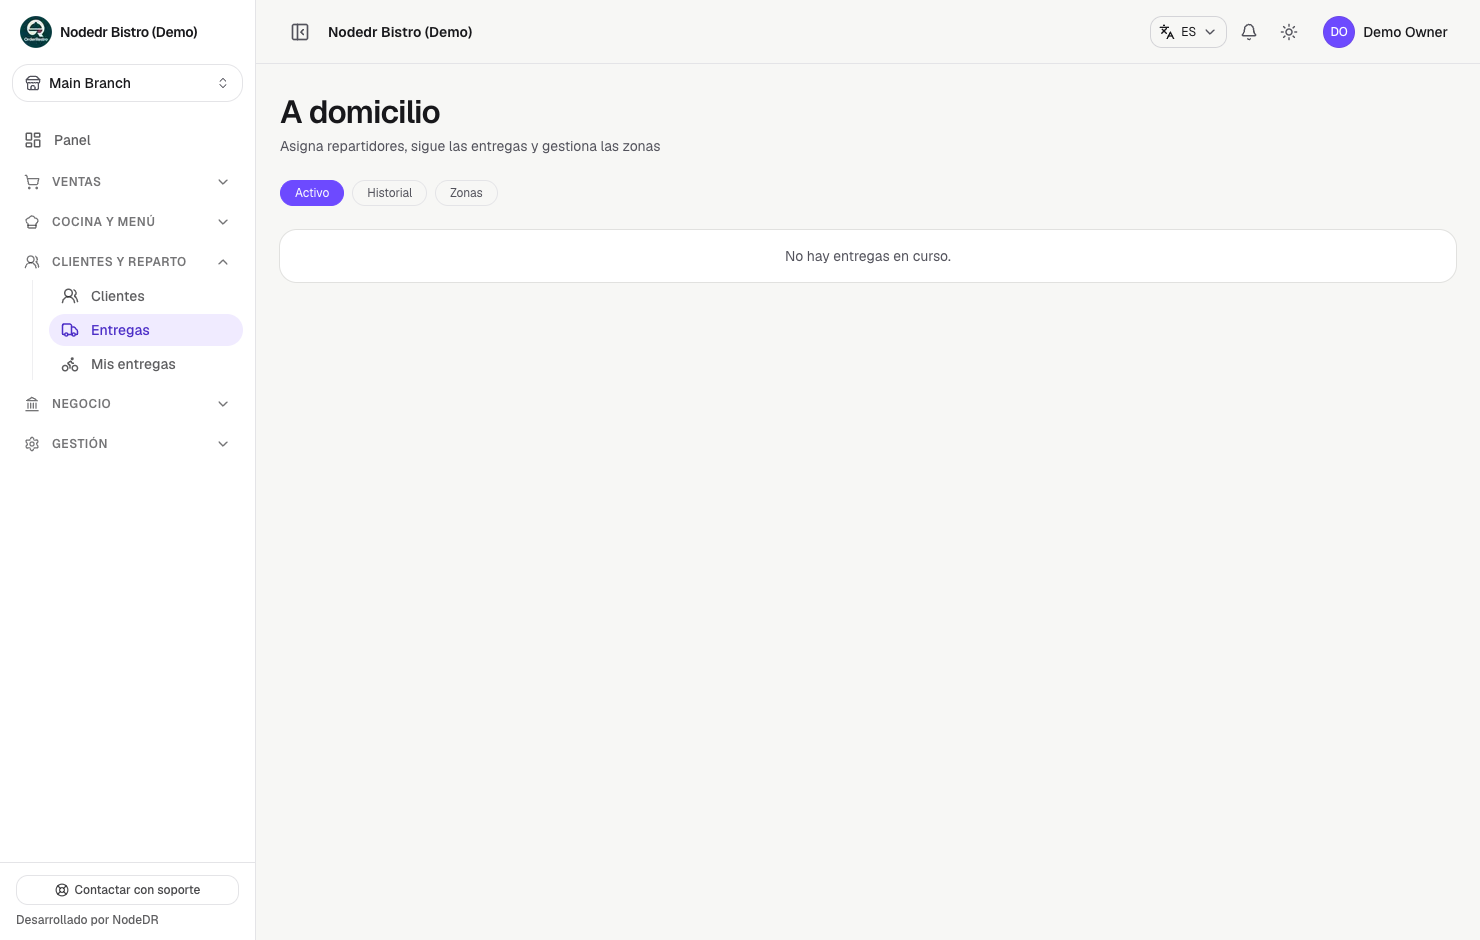 Nodedr Bistro (Demo)
Main Branch
Panel
VENTAS
COCINA Y MENÚ
CLIENTES Y REPARTO
Clientes
Entregas
Mis entregas
NEGOCIO
GESTIÓN
Contactar con soporte
Desarrollado por NodeDR
Nodedr Bistro (Demo)
ES
DO
Demo Owner
A domicilio
Asigna repartidores, sigue las entregas y gestiona las zonas
Activo
Historial
Zonas
No hay entregas en curso.